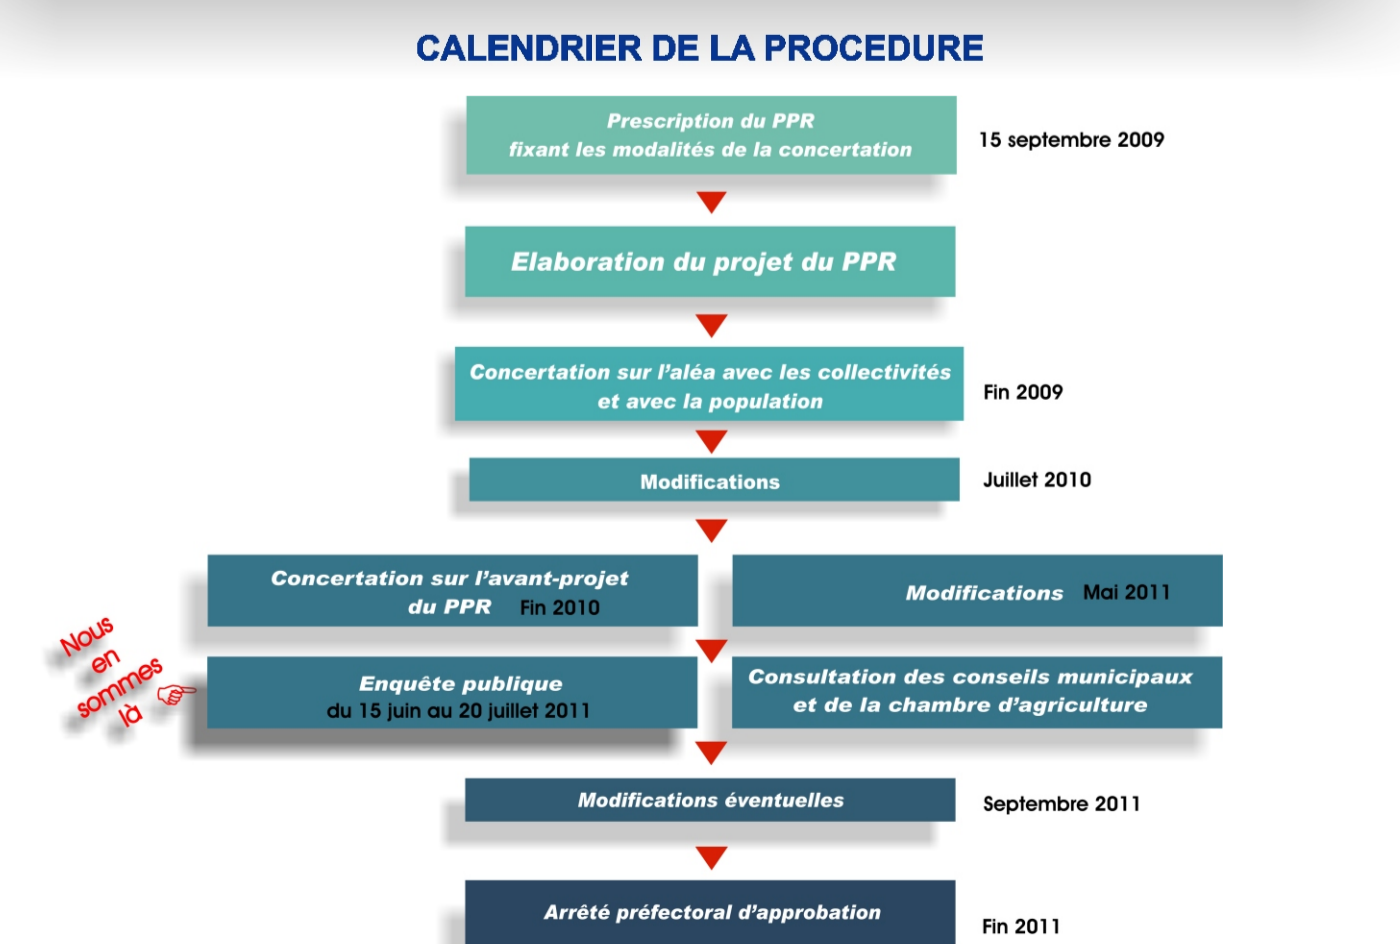 CALENDRIER DE LA PROCEDURE
Prescription du PPR
fixant les modalités de la concertation
15 septembre 2009
Elaboration du projet du PPR
Concertation sur l'aléa avec les collectivités
et avec la population
Fin 2009
Modifications
Juillet 2010
Concertation sur l'avant-projet
du PPR Fin 2010
Modifications Mai 2011
Nous
en
sommes
là
Enquête publique
du 15 juin au 20 juillet 2011
Consultation des conseils municipaux
et de la chambre d'agriculture
Modifications éventuelles
Septembre 2011
Arrêté préfectoral d'approbation
Fin 2011